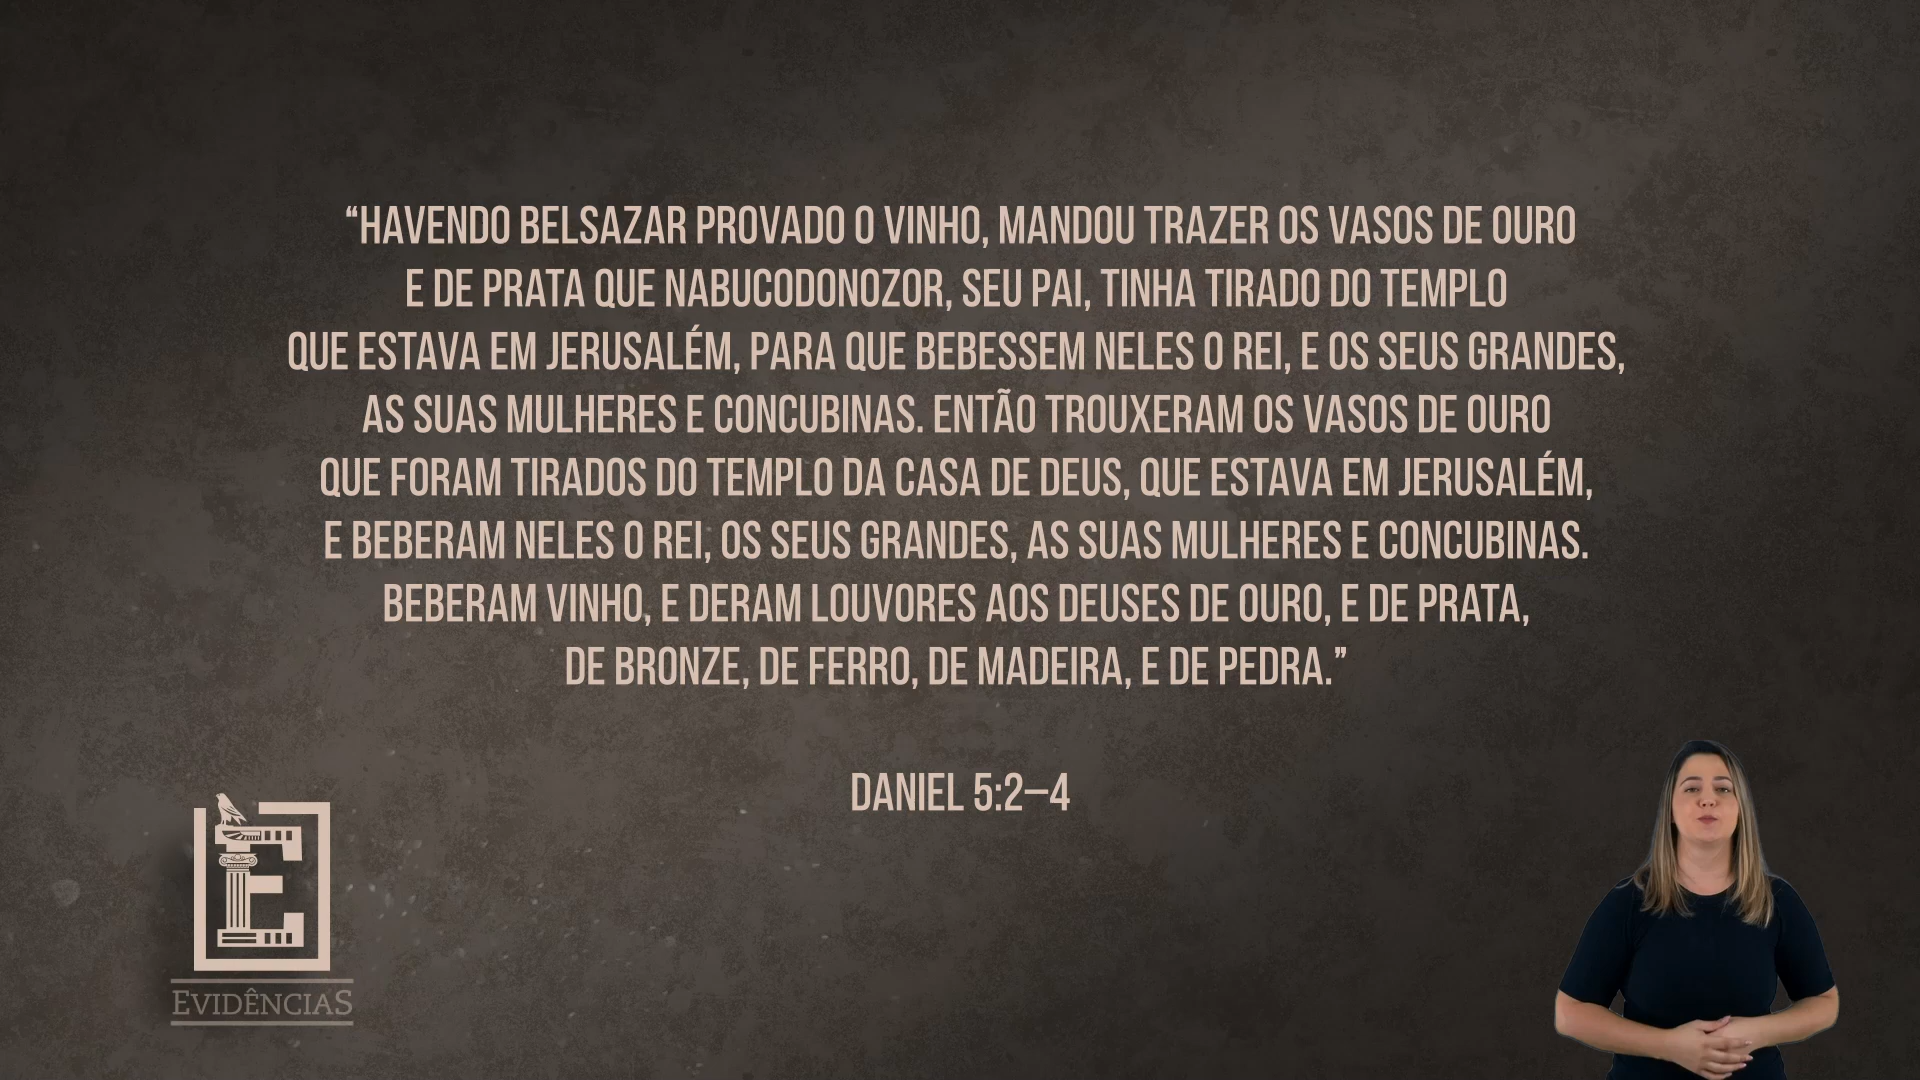 “HAVENDO BELSAZAR PROVADO O VINHO, MANDOU TRAZER OS VASOS DE OURO
E DE PRATA QUE NABUCODONOZOR, SEU PAI, TINHA TIRADO DO TEMPLO
QUE ESTAVA EM JERUSALÉM, PARA QUE BEBESSEM NELES O REI, E OS SEUS GRANDES,
AS SUAS MULHERES E CONCUBINAS. ENTÃO TROUXERAM OS VASOS DE OURO
QUE FORAM TIRADOS DO TEMPLO DA CASA DE DEUS, QUE ESTAVA EM JERUSALÉM,
E BEBERAM NELES O REI, OS SEUS GRANDES, AS SUAS MULHERES E CONCUBINAS.
BEBERAM VINHO, E DERAM LOUVORES AOS DEUSES DE OURO, E DE PRATA,
DE BRONZE, DE FERRO, DE MADEIRA, E DE PEDRA.”
DANIEL 5:2–4
E
EVIDÊNCIAS